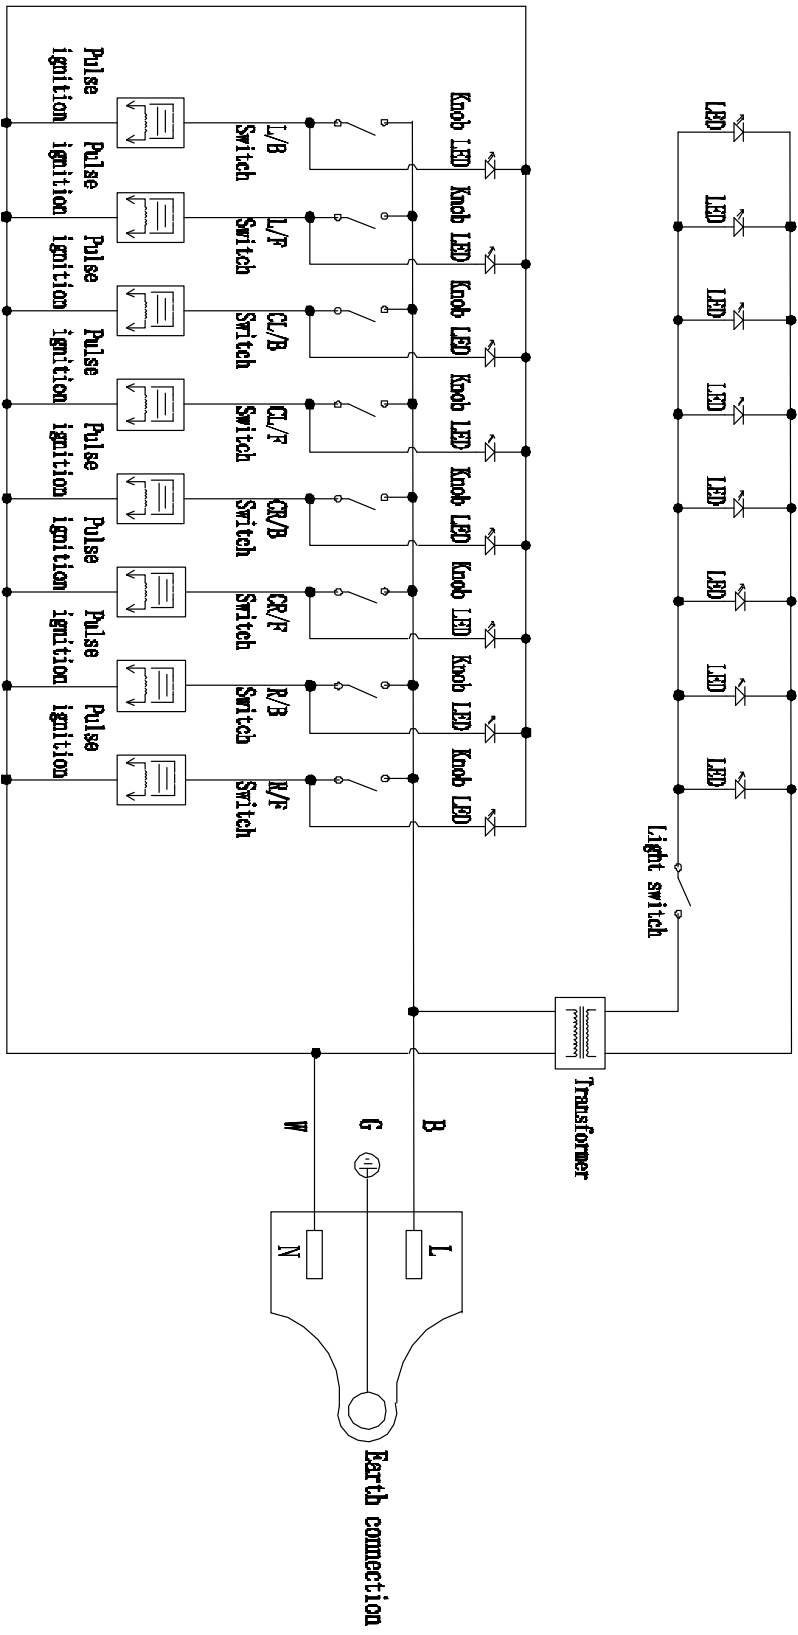 LED
LED
LED
LED
LED
LED
LED
LED
Light switch
Transformer
Knob LED
Knob LED
Knob LED
Knob LED
Knob LED
Knob LED
Knob LED
Knob LED
L/B
Switch
L/F
Switch
CL/B
Switch
CL/F
Switch
CR/B
Switch
CR/F
Switch
R/B
Switch
R/F
Switch
Pulse
ignition
Pulse
ignition
Pulse
ignition
Pulse
ignition
Pulse
ignition
Pulse
ignition
Pulse
ignition
Pulse
ignition
B
G
W
L
N
Earth connection